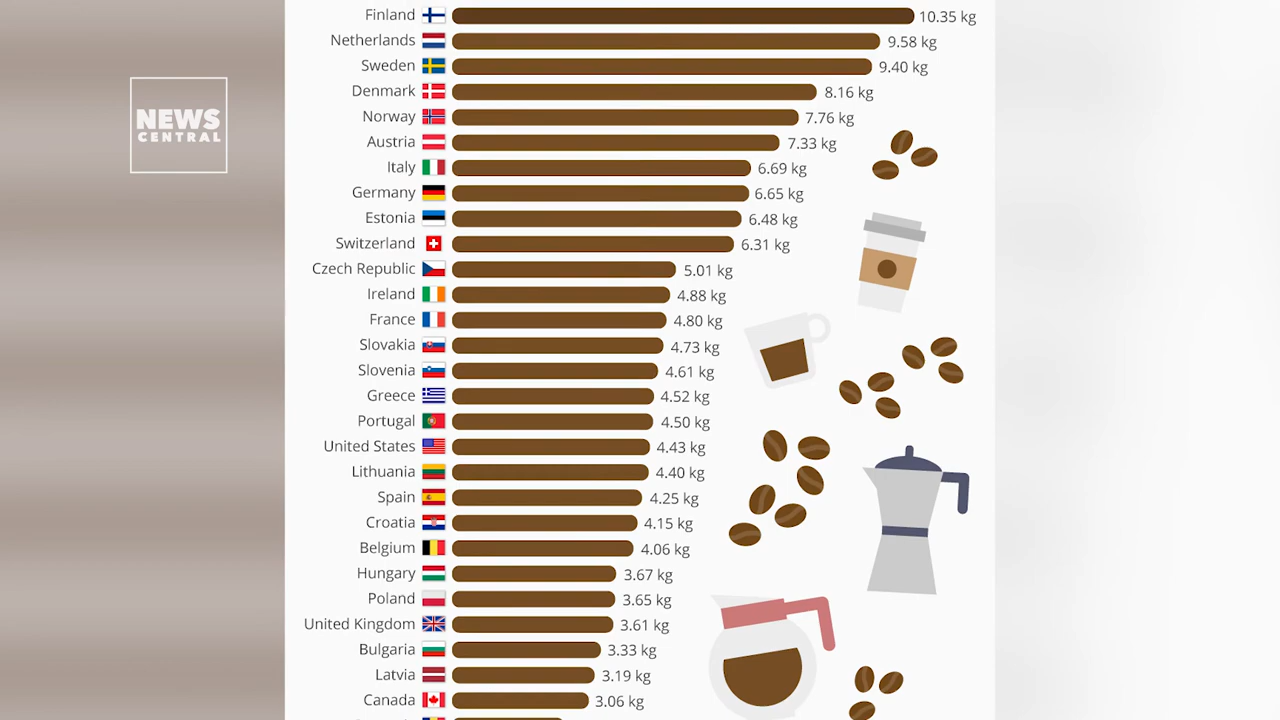 NEWS
CENTRAL
Finland 10.35 kg
Netherlands 9.58 kg
Sweden 9.40 kg
Denmark 8.16 kg
Norway 7.76 kg
Austria 7.33 kg
Italy 6.69 kg
Germany 6.65 kg
Estonia 6.48 kg
Switzerland 6.31 kg
Czech Republic 5.01 kg
Ireland 4.88 kg
France 4.80 kg
Slovakia 4.73 kg
Slovenia 4.61 kg
Greece 4.52 kg
Portugal 4.50 kg
United States 4.43 kg
Lithuania 4.40 kg
Spain 4.25 kg
Croatia 4.15 kg
Belgium 4.06 kg
Hungary 3.67 kg
Poland 3.65 kg
United Kingdom 3.61 kg
Bulgaria 3.33 kg
Latvia 3.19 kg
Canada 3.06 kg